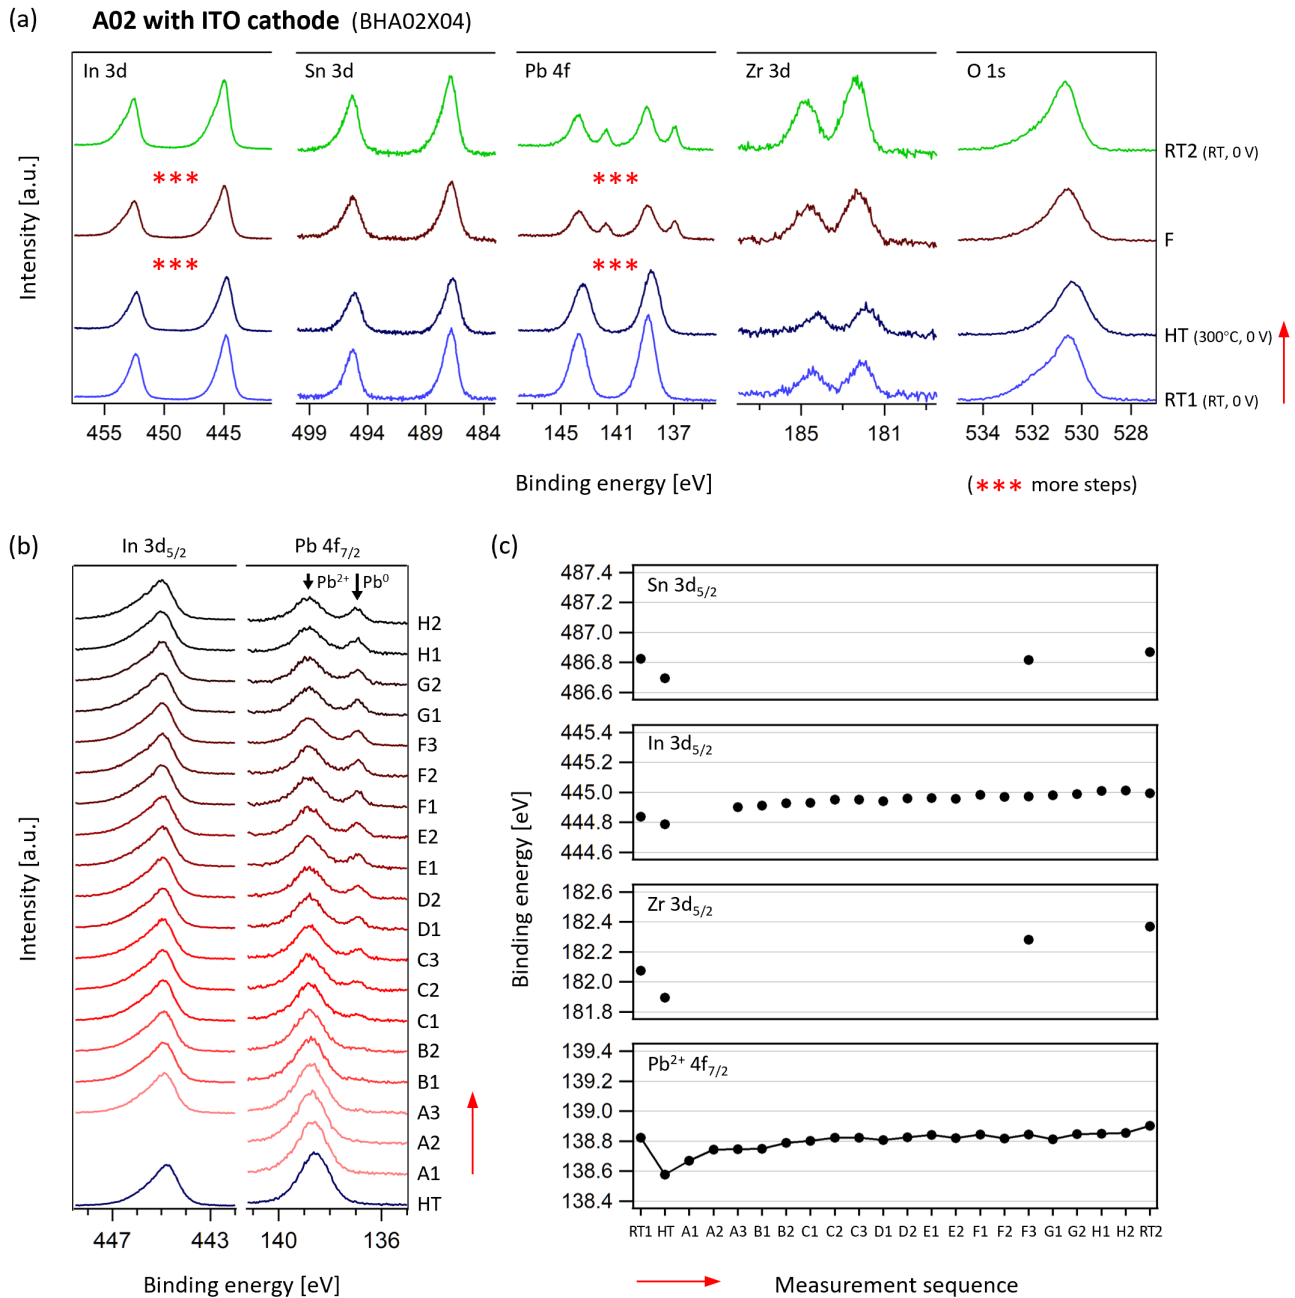 (a) A02 with ITO cathode (BHA02X04)
In 3d Sn 3d Pb 4f Zr 3d O 1s
Intensity [a.u.]
RT2 (RT, 0 V)
*** ***
F
*** ***
HT (300°C, 0 V)
RT1 (RT, 0 V)
455 450 445 499 494 489 484 145 141 137 185 181 534 532 530 528
Binding energy [eV]
(*** more steps)
(b) In 3d5/2 Pb 4f7/2
Pb2+ Pb0
Intensity [a.u.]
H2
H1
G2
G1
F3
F2
F1
E2
E1
D2
D1
C3
C2
C1
B2
B1
A3
A2
A1
HT
447 443 140 136
Binding energy [eV]
(c)
Binding energy [eV]
Sn 3d5/2
487.4
487.2
487.0
486.8
486.6
In 3d5/2
445.4
445.2
445.0
444.8
444.6
Zr 3d5/2
182.6
182.4
182.2
182.0
181.8
Pb2+ 4f7/2
139.4
139.2
139.0
138.8
138.6
138.4
RT1 HT A1 A2 A3 B1 B2 C1 C2 C3 D1 D2 E1 E2 F1 F2 F3 G1 G2 H1 H2 RT2
Measurement sequence